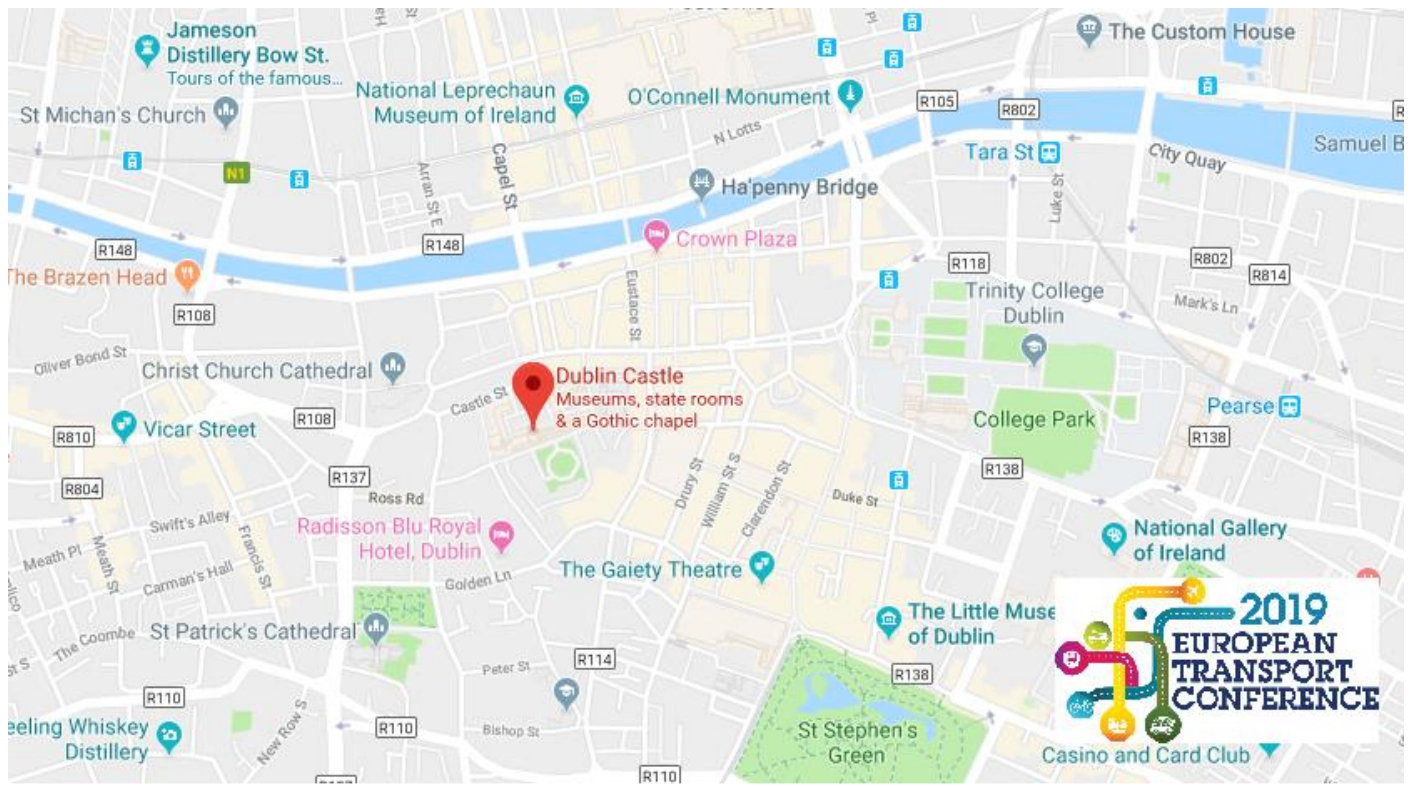 Jameson
Distillery Bow St.
Tours of the famous...
The Custom House
National Leprechaun
Museum of Ireland
O'Connell Monument
R105
R802
St Michan's Church
N Lotts
Samuel B
Tara St
City Quay
N1
Capel St
Arran St E
Ha'penny Bridge
Luke St
Crown Plaza
R148
R148
The Brazen Head
R118
R802
R814
Eustace St
Trinity College
Dublin
Mark's Ln
R108
Oliver Bond St
Christ Church Cathedral
Dublin Castle
Museums, state rooms
& a Gothic chapel
Castle St
College Park
Pearse
R108
Vicar Street
R810
R138
R137
R138
R804
Ross Rd
Drury St
William St S
Clarendon St
Duke St
Swift's Alley
Radisson Blu Royal
Hotel, Dublin
National Gallery
of Ireland
Meath Pl
Meath St
Francis St
Carman's Hall
Golden Ln
The Gaiety Theatre
The Little Muse
of Dublin
2019
EUROPEAN
TRANSPORT
CONFERENCE
The Coombe
St Patrick's Cathedral
Peter St
R114
R138
R110
New Row S
R110
Bishop St
St Stephen's
Green
eeling Whiskey
Distillery
Casino and Card Club
R110